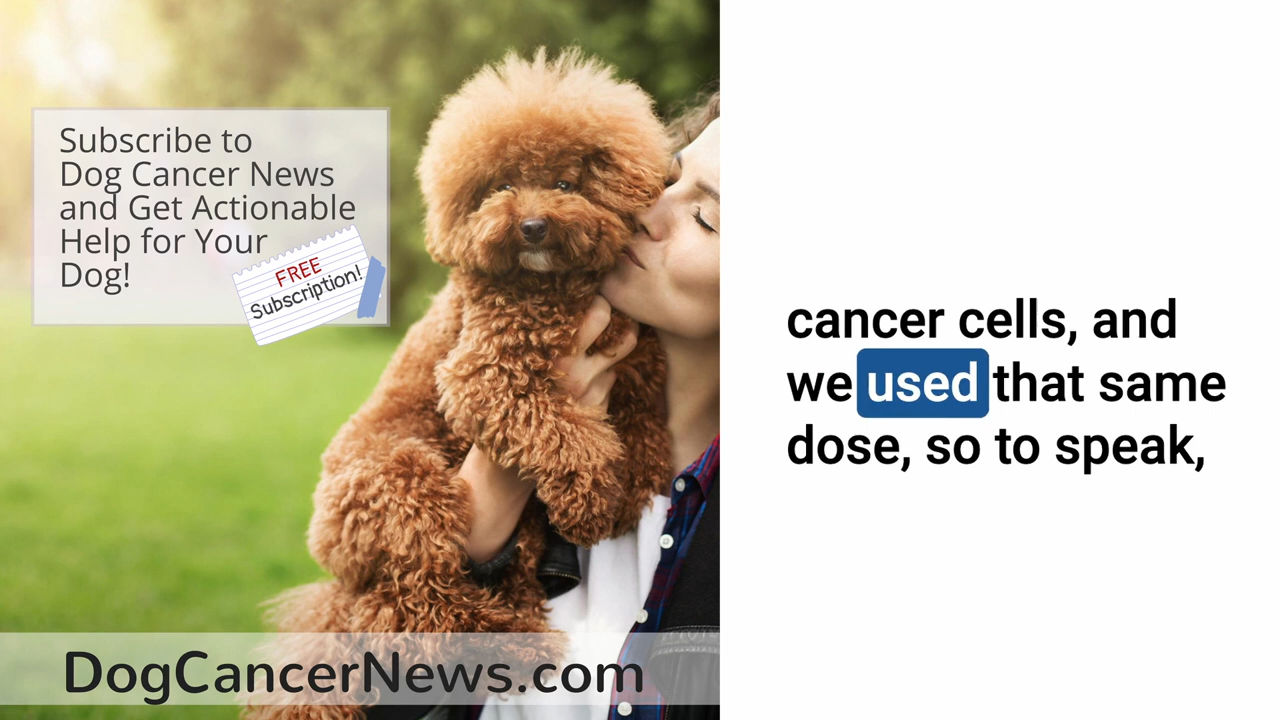 Subscribe to
Dog Cancer News
and Get Actionable
Help for Your
Dog!
FREE
Subscription!
DogCancerNews.com
cancer cells, and
we used that same
dose, so to speak,